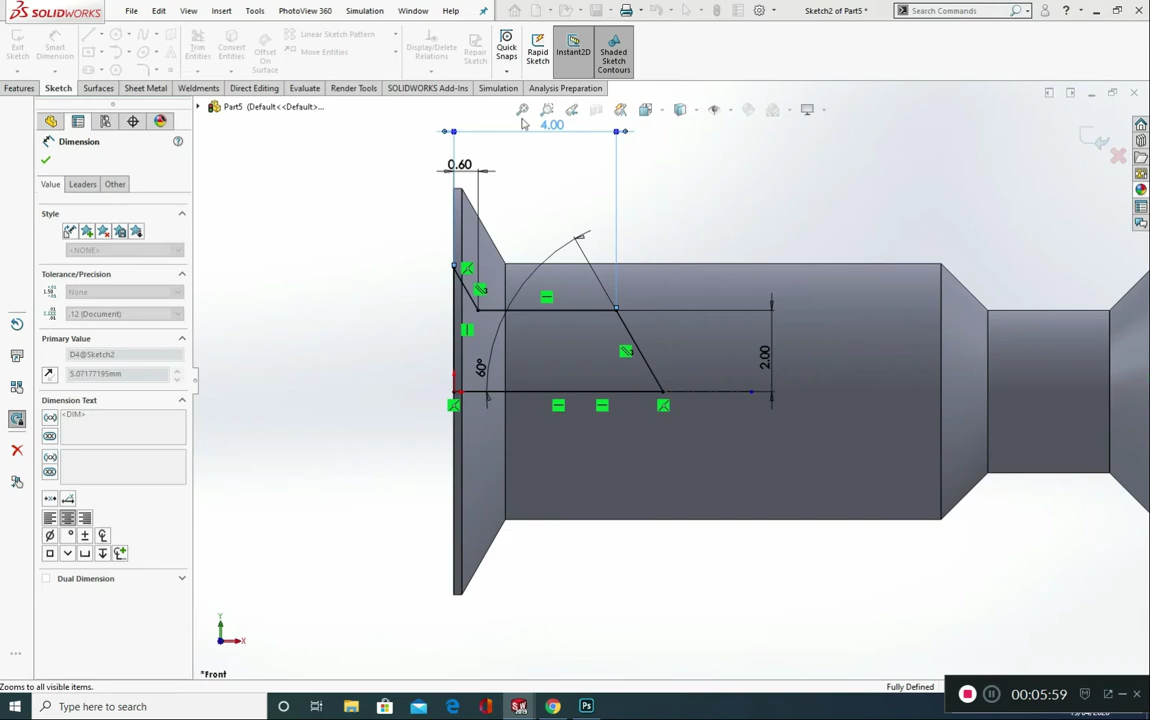 SOLIDWORKS
File Edit View Insert Tools PhotoView 360 Simulation Window Help
Sketch2 of Part5 *
Search Commands
Exit Sketch
Smart Dimension
Trim Entities
Convert Entities
Offset On Surface
Linear Sketch Pattern
Move Entities
Display/Delete Relations
Repair Sketch
Quick Snaps
Rapid Sketch
Instant2D
Shaded Sketch Contours
Features Sketch Surfaces Sheet Metal Weldments Direct Editing Evaluate Render Tools SOLIDWORKS Add-Ins Simulation Analysis Preparation
Part5 (Default<<Default>...
Dimension
Value Leaders Other
Style
<NONE>
Tolerance/Precision
None
.12 (Document)
Primary Value
D4@Sketch2
5.07177195mm
Dimension Text
<DIM>
Dual Dimension
4.00
0.60
60°
2.00
Y
X
*Front
Zooms to all visible items.
Fully Defined
00:05:59
Type here to search